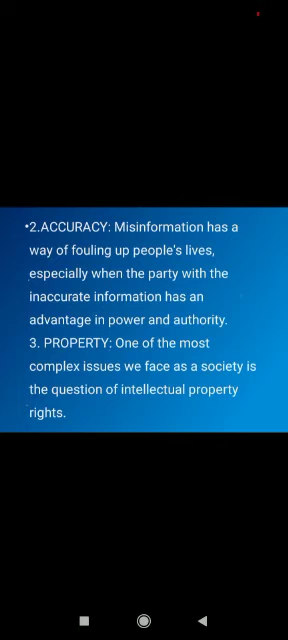 •2.ACCURACY: Misinformation has a
way of fouling up people's lives,
especially when the party with the
inaccurate information has an
advantage in power and authority.
3. PROPERTY: One of the most
complex issues we face as a society is
the question of intellectual property
rights.